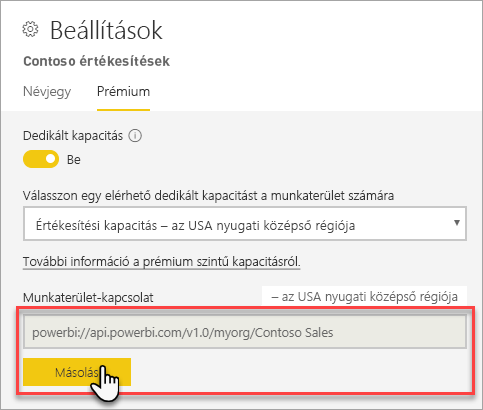 Beállítások
Contoso értékesítések
Névjegy Prémium
Dedikált kapacitás
Be
Válasszon egy elérhető dedikált kapacitást a munkaterület számára
Értékesítési kapacitás – az USA nyugati középső régiója
További információ a prémium szintű kapacitásról.
Munkaterület-kapcsolat – az USA nyugati középső régiója
powerbi://api.powerbi.com/v1.0/myorg/Contoso Sales
Másolás